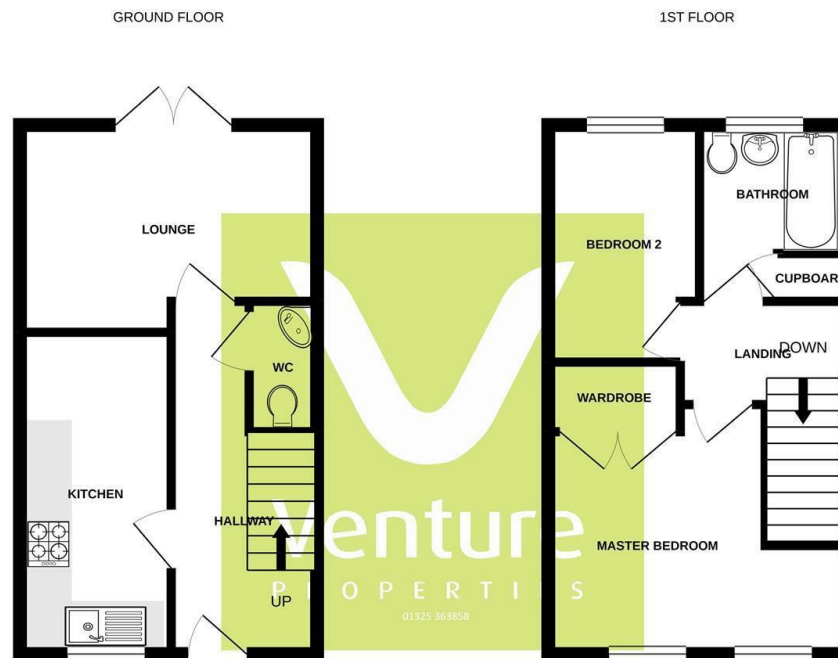 GROUND FLOOR
1ST FLOOR
LOUNGE
WC
KITCHEN
HALLWAY
UP
BATHROOM
BEDROOM 2
CUPBOAR
DOWN
LANDING
WARDROBE
MASTER BEDROOM
Venture
PROPERTIES
01325 363858